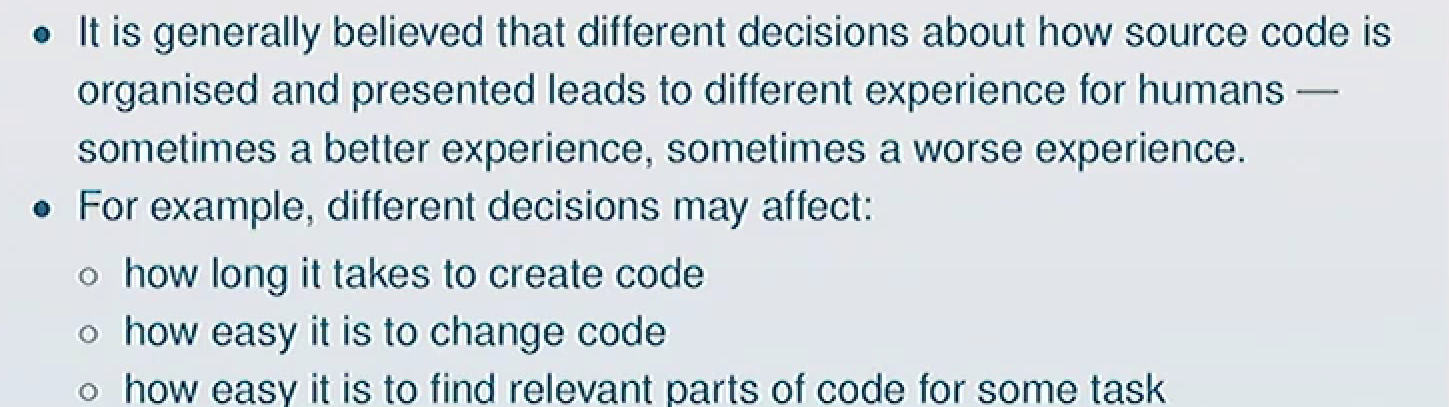 • It is generally believed that different decisions about how source code is
organised and presented leads to different experience for humans —
sometimes a better experience, sometimes a worse experience.
• For example, different decisions may affect:
○ how long it takes to create code
○ how easy it is to change code
○ how easy it is to find relevant parts of code for some task